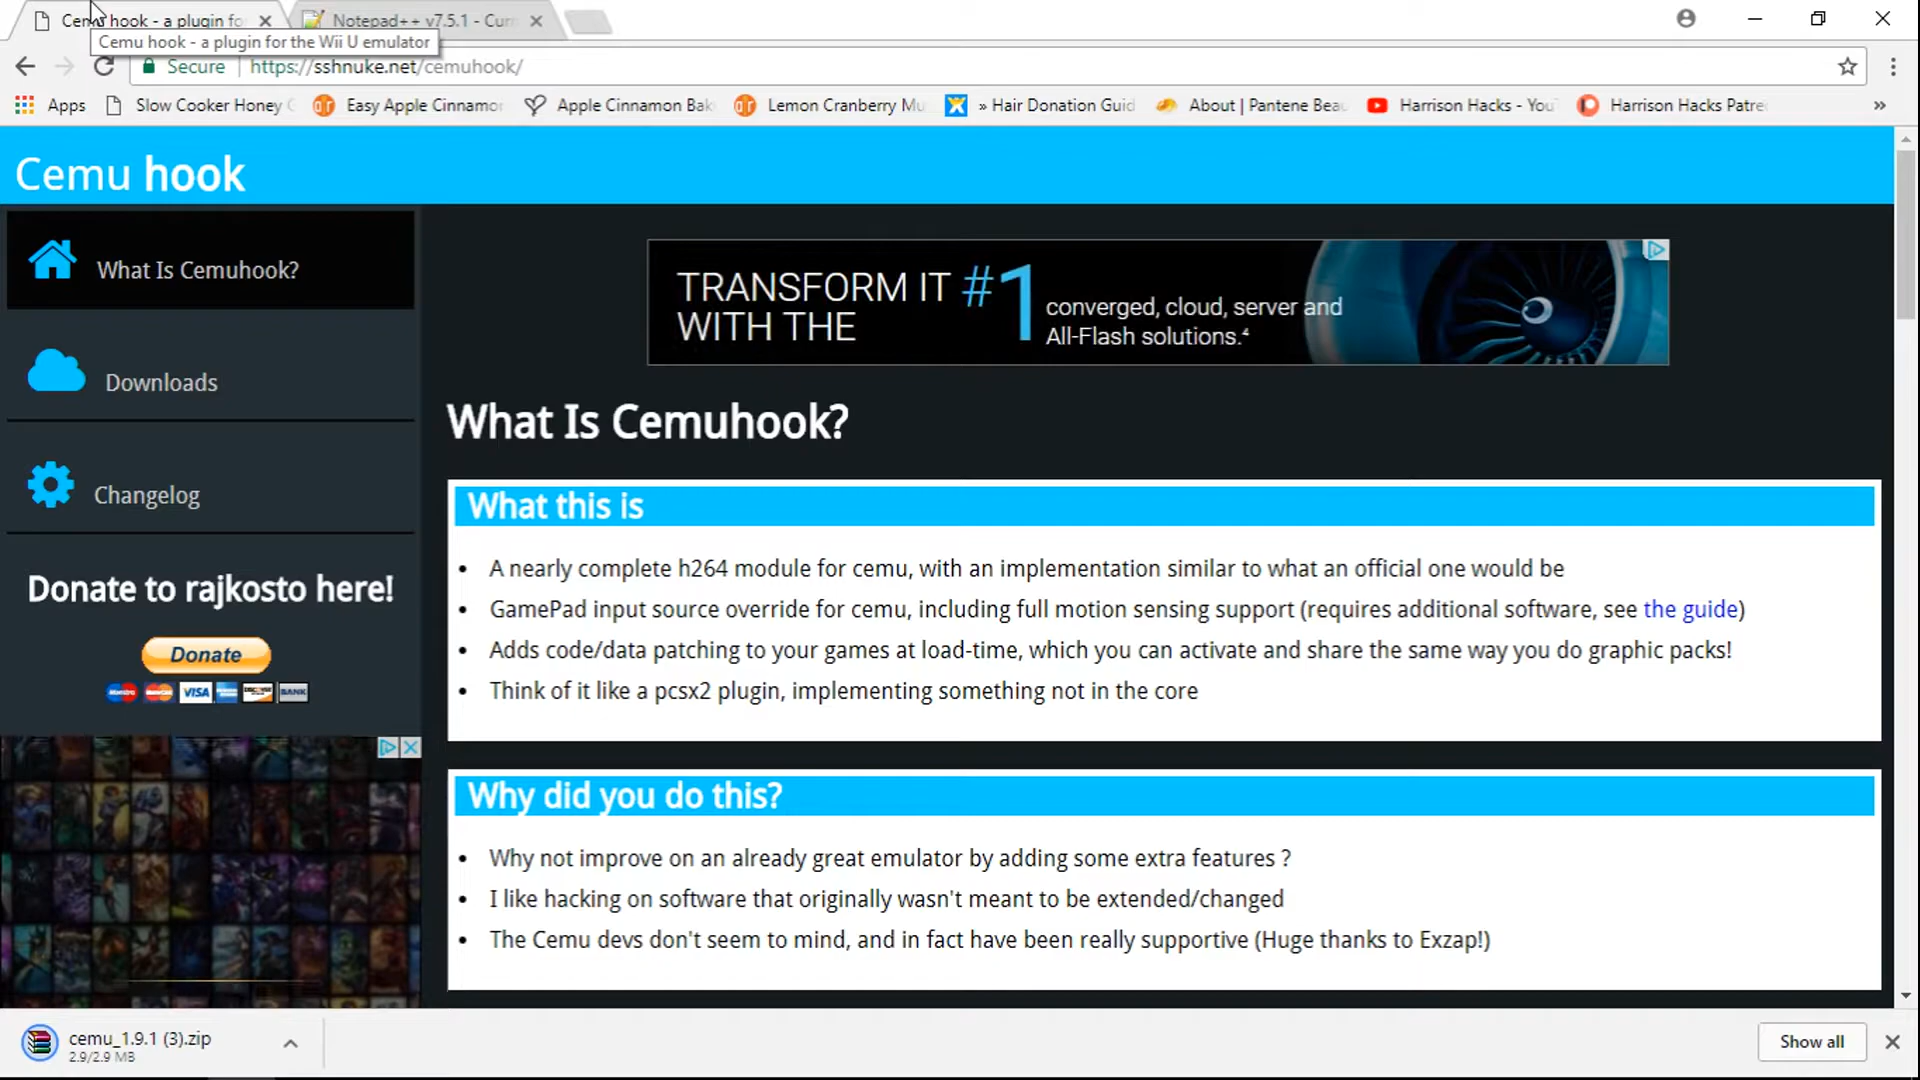 Cemu hook - a plugin fo
Notepad++ v7.5.1 - Curr
Cemu hook - a plugin for the Wii U emulator
Secure
https://sshnuke.net/cemuhook/
Apps
Slow Cooker Honey
Easy Apple Cinnamon
Apple Cinnamon Bak
Lemon Cranberry Mu
» Hair Donation Guid
About | Pantene Beau
Harrison Hacks - YouT
Harrison Hacks Patre
»
Cemu hook
What Is Cemuhook?
Downloads
Changelog
Donate to rajkosto here!
Donate
VISA
BANK
TRANSFORM IT
WITH THE
#1
converged, cloud, server and
All-Flash solutions.⁴
What Is Cemuhook?
What this is
• A nearly complete h264 module for cemu, with an implementation similar to what an official one would be
• GamePad input source override for cemu, including full motion sensing support (requires additional software, see the guide)
• Adds code/data patching to your games at load-time, which you can activate and share the same way you do graphic packs!
• Think of it like a pcsx2 plugin, implementing something not in the core
Why did you do this?
• Why not improve on an already great emulator by adding some extra features ?
• I like hacking on software that originally wasn't meant to be extended/changed
• The Cemu devs don't seem to mind, and in fact have been really supportive (Huge thanks to Exzap!)
cemu_1.9.1 (3).zip
2.9/2.9 MB
Show all